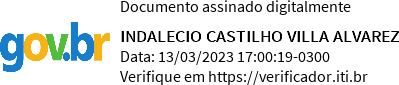 Documento assinado digitalmente
gov.br
INDALECIO CASTILHO VILLA ALVAREZ
Data: 13/03/2023 17:00:19-0300
Verifique em https://verificador.iti.br